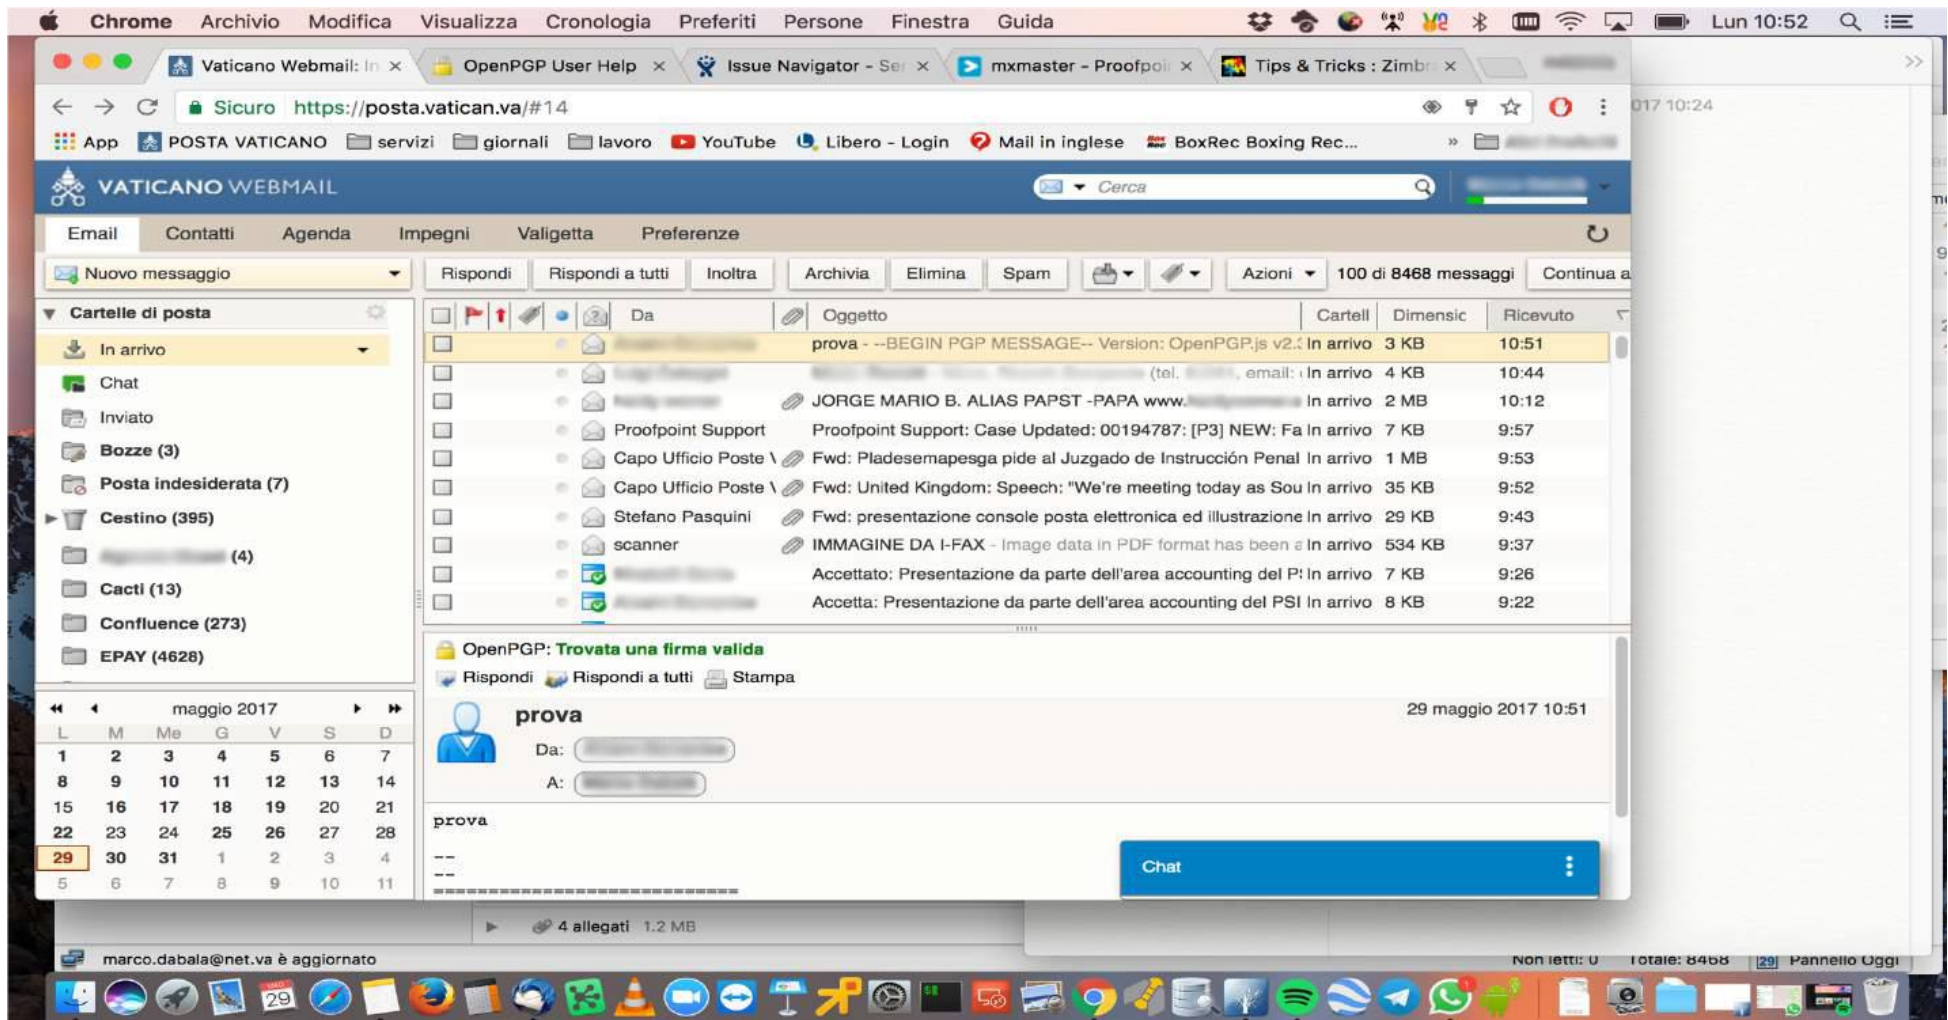 Chrome Archivio Modifica Visualizza Cronologia Preferiti Persone Finestra Guida Lun 10:52
Vaticano Webmail: In × OpenPGP User Help × Issue Navigator - Ser × mxmaster - Proofpoi × Tips & Tricks : Zimbr ×
Sicuro https://posta.vatican.va/#14
017 10:24
App POSTA VATICANO servizi giornali lavoro YouTube Libero - Login Mail in inglese BoxRec Boxing Rec... »
VATICANO WEBMAIL Cerca
Email Contatti Agenda Impegni Valigetta Preferenze
Nuovo messaggio Rispondi Rispondi a tutti Inoltra Archivia Elimina Spam Azioni 100 di 8468 messaggi Continua a
Cartelle di posta
In arrivo
Chat
Inviato
Bozze (3)
Posta indesiderata (7)
Cestino (395)
(4)
Cacti (13)
Confluence (273)
EPAY (4628)
Da Oggetto Cartell Dimensic Ricevuto
prova - --BEGIN PGP MESSAGE-- Version: OpenPGP.js v2.3 In arrivo 3 KB 10:51
(tel. , email: In arrivo 4 KB 10:44
JORGE MARIO B. ALIAS PAPST -PAPA www. In arrivo 2 MB 10:12
Proofpoint Support Proofpoint Support: Case Updated: 00194787: [P3] NEW: Fa In arrivo 7 KB 9:57
Capo Ufficio Poste V Fwd: Pladesemapesga pide al Juzgado de Instrucción Penal In arrivo 1 MB 9:53
Capo Ufficio Poste V Fwd: United Kingdom: Speech: "We're meeting today as Sou In arrivo 35 KB 9:52
Stefano Pasquini Fwd: presentazione console posta elettronica ed illustrazione In arrivo 29 KB 9:43
scanner IMMAGINE DA I-FAX - Image data in PDF format has been a In arrivo 534 KB 9:37
Accettato: Presentazione da parte dell'area accounting del P In arrivo 7 KB 9:26
Accetta: Presentazione da parte dell'area accounting del PSI In arrivo 8 KB 9:22
OpenPGP: Trovata una firma valida
Rispondi Rispondi a tutti Stampa
prova 29 maggio 2017 10:51
Da:
A:
prova
--
--
============================
Chat
maggio 2017
L M Me G V S D
1 2 3 4 5 6 7
8 9 10 11 12 13 14
15 16 17 18 19 20 21
22 23 24 25 26 27 28
29 30 31 1 2 3 4
5 6 7 8 9 10 11
4 allegati 1.2 MB
marco.dabala@net.va è aggiornato Non letti: 0 Totale: 8468 29 Pannello Oggi
29